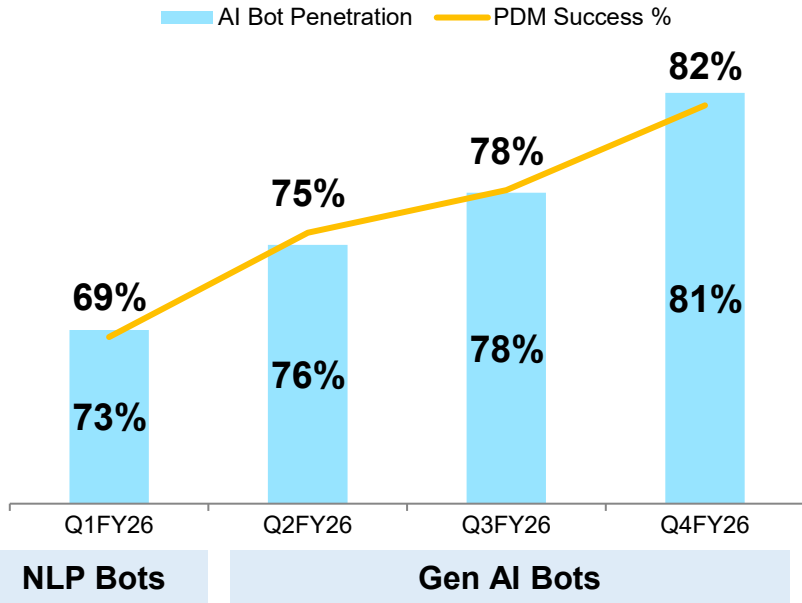 AI Bot Penetration PDM Success %
82%
78%
75%
69%
81%
78%
76%
73%
Q1FY26 Q2FY26 Q3FY26 Q4FY26
NLP Bots Gen AI Bots